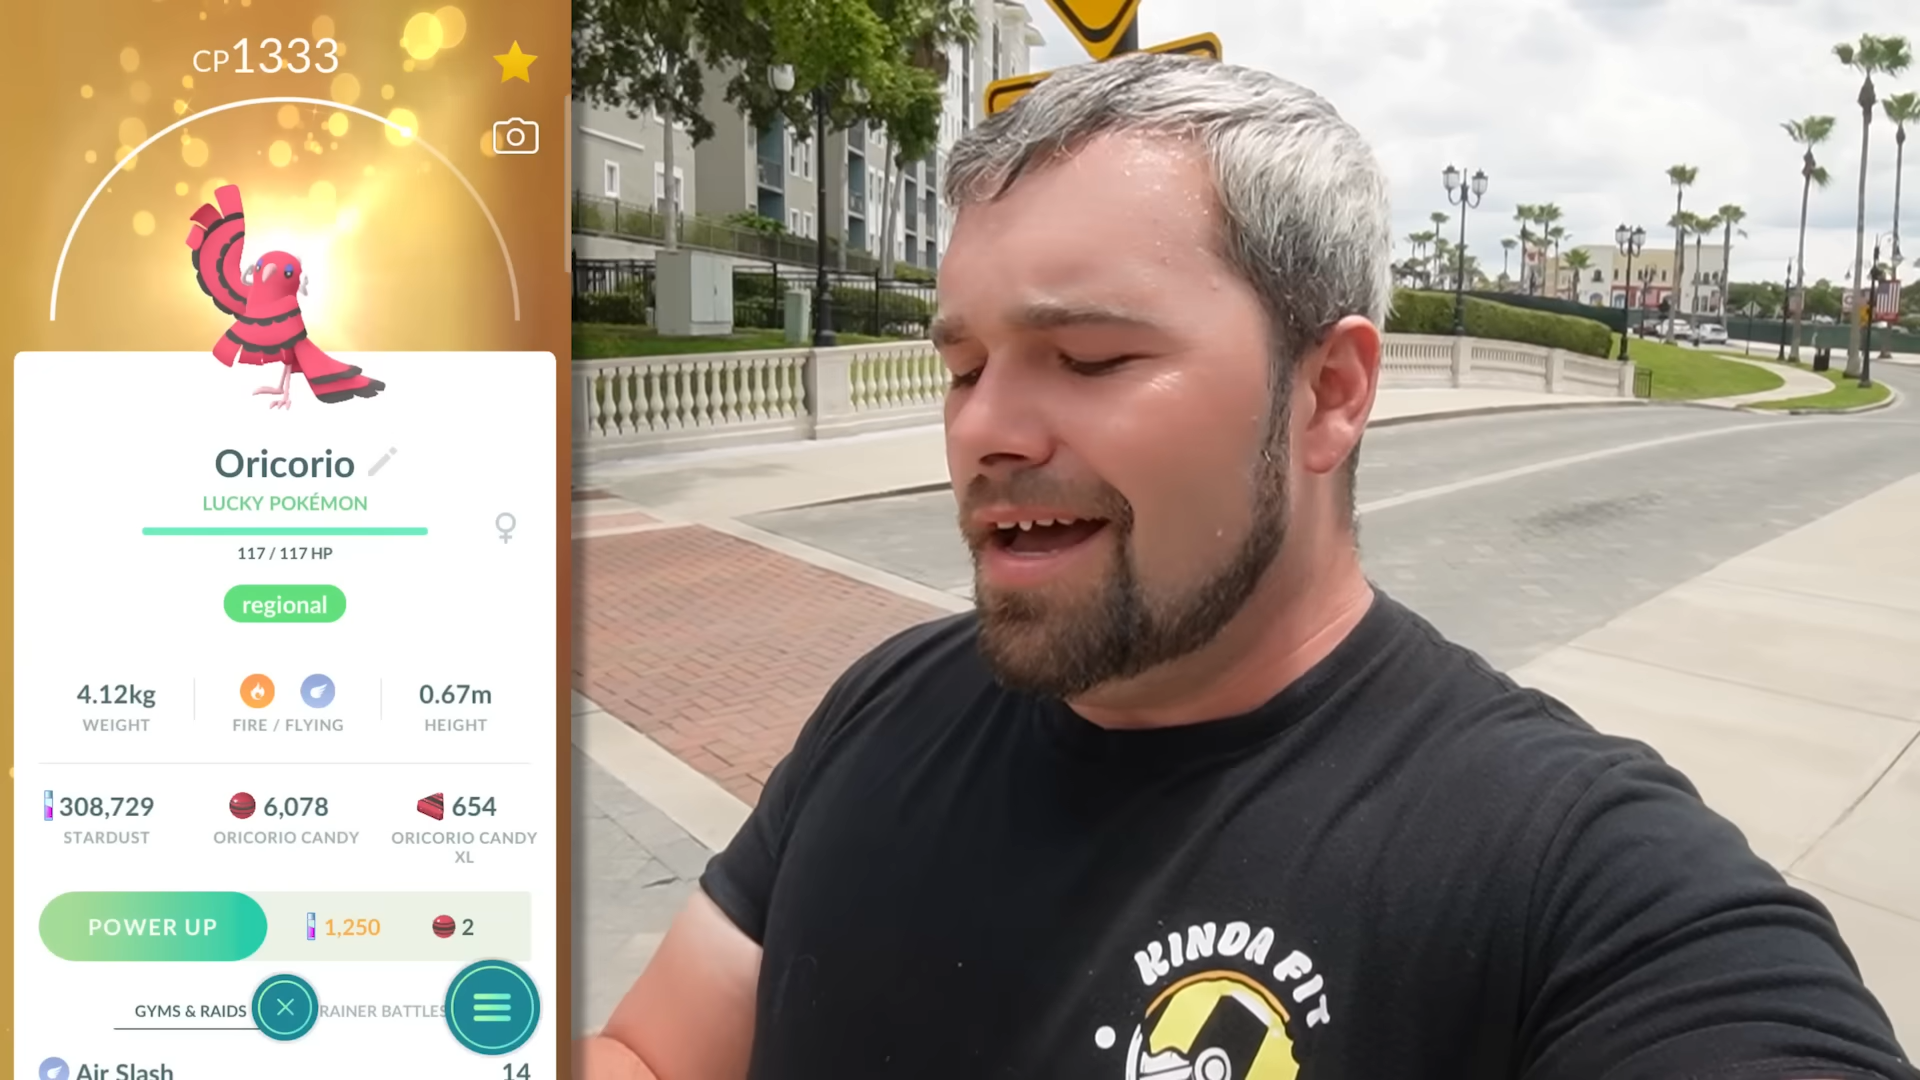 CP1333
Oricorio
LUCKY POKÉMON
117 / 117 HP
regional
4.12kg
WEIGHT
FIRE / FLYING
0.67m
HEIGHT
308,729
STARDUST
6,078
ORICORIO CANDY
654
ORICORIO CANDY
XL
POWER UP
1,250
2
GYMS & RAIDS
RAINER BATTLES
Air Slash
14
KINDA FIT